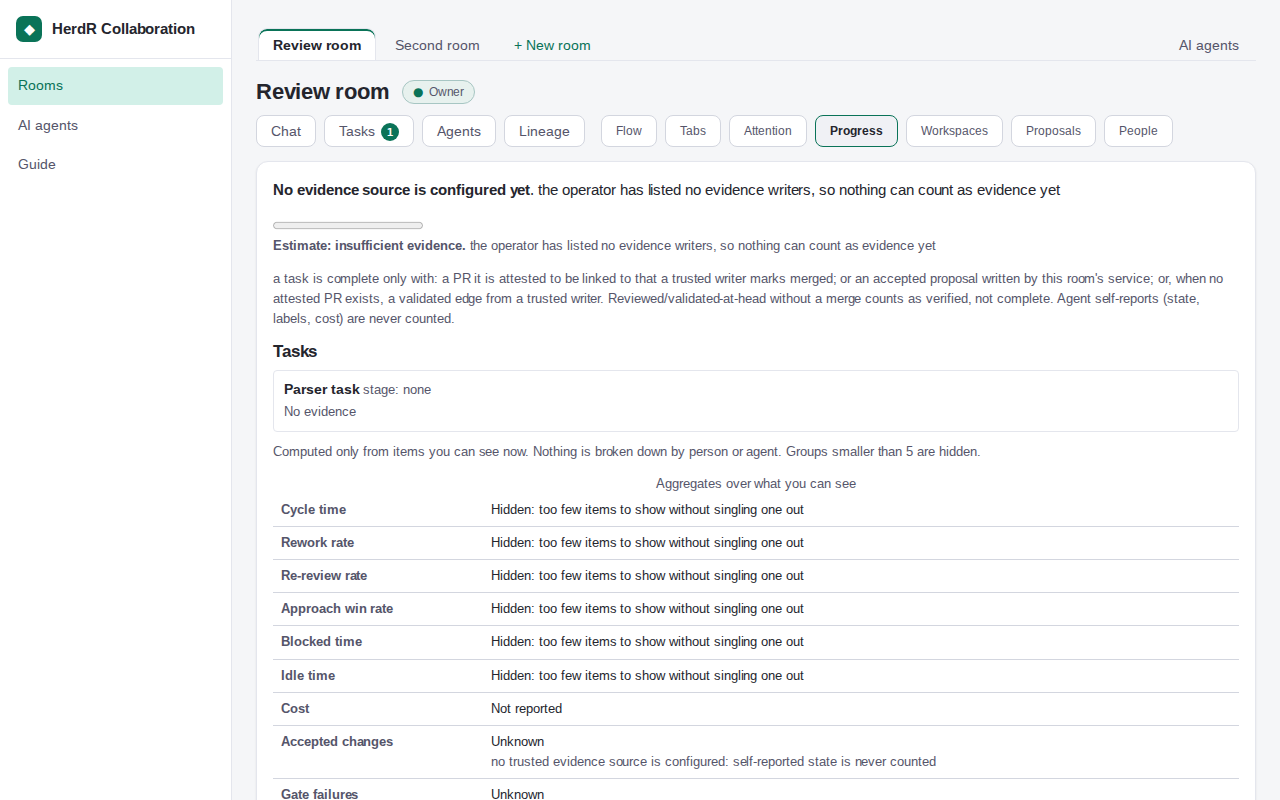 HerdR Collaboration
Rooms
AI agents
Guide
Review room
Second room
+ New room
AI agents
Review room
Owner
Chat
Tasks 1
Agents
Lineage
Flow
Tabs
Attention
Progress
Workspaces
Proposals
People
No evidence source is configured yet. the operator has listed no evidence writers, so nothing can count as evidence yet
Estimate: insufficient evidence. the operator has listed no evidence writers, so nothing can count as evidence yet
a task is complete only with: a PR it is attested to be linked to that a trusted writer marks merged; or an accepted proposal written by this room's service; or, when no
attested PR exists, a validated edge from a trusted writer. Reviewed/validated-at-head without a merge counts as verified, not complete. Agent self-reports (state,
labels, cost) are never counted.
Tasks
Parser task stage: none
No evidence
Computed only from items you can see now. Nothing is broken down by person or agent. Groups smaller than 5 are hidden.
Aggregates over what you can see
Cycle time Hidden: too few items to show without singling one out
Rework rate Hidden: too few items to show without singling one out
Re-review rate Hidden: too few items to show without singling one out
Approach win rate Hidden: too few items to show without singling one out
Blocked time Hidden: too few items to show without singling one out
Idle time Hidden: too few items to show without singling one out
Cost Not reported
Accepted changes Unknown
no trusted evidence source is configured: self-reported state is never counted
Gate failures Unknown